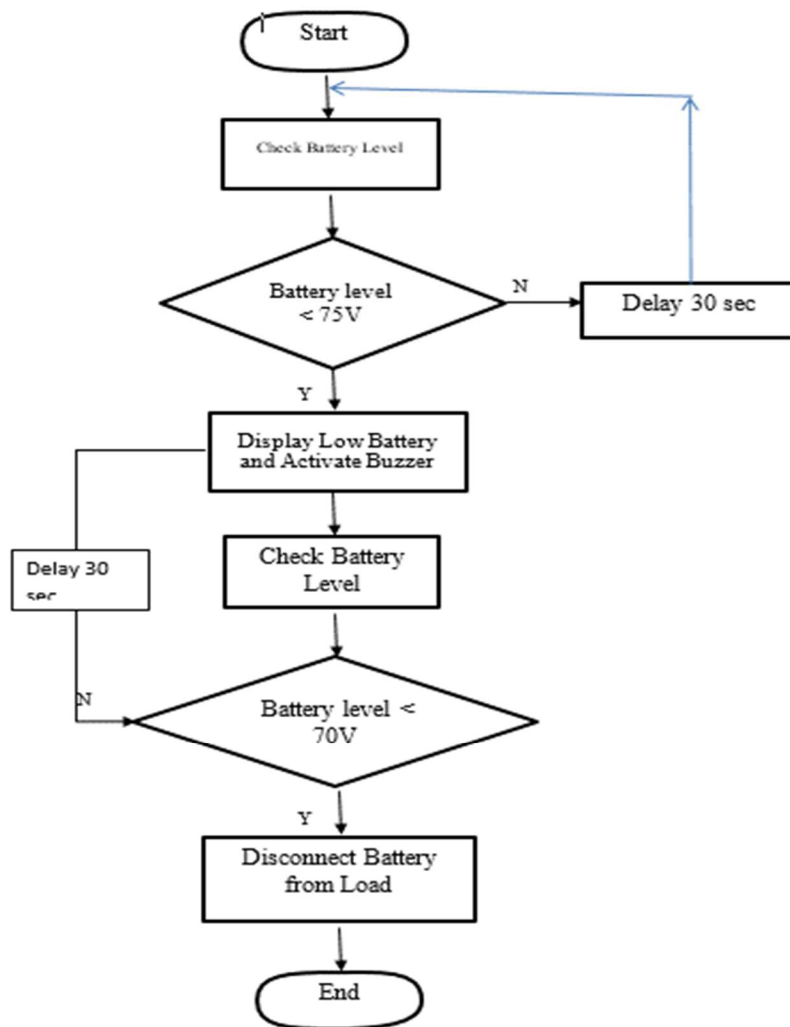 Start
Check Battery Level
Battery level
< 75V
N
Delay 30 sec
Y
Display Low Battery
and Activate Buzzer
Check Battery
Level
Delay 30
sec
N
Battery level <
70V
Y
Disconnect Battery
from Load
End